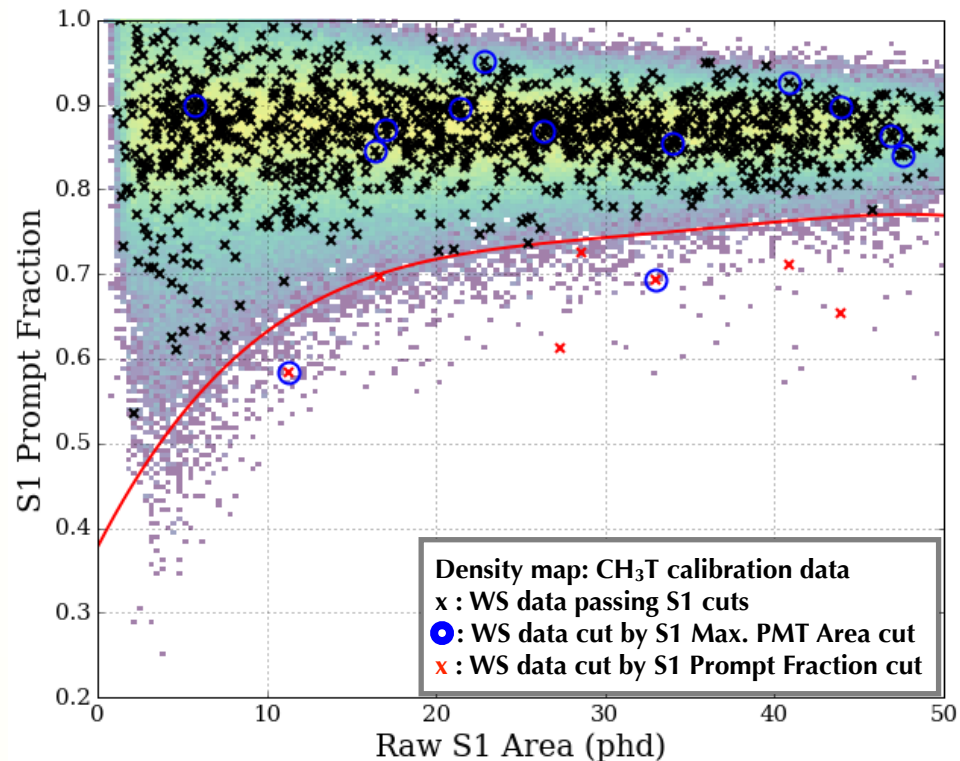 1.0
0.9
0.8
0.7
0.6
0.5
0.4
0.3
0.2
S1 Prompt Fraction
Density map: CH₃T calibration data
x : WS data passing S1 cuts
: WS data cut by S1 Max. PMT Area cut
x : WS data cut by S1 Prompt Fraction cut
0 10 20 30 40 50
Raw S1 Area (phd)